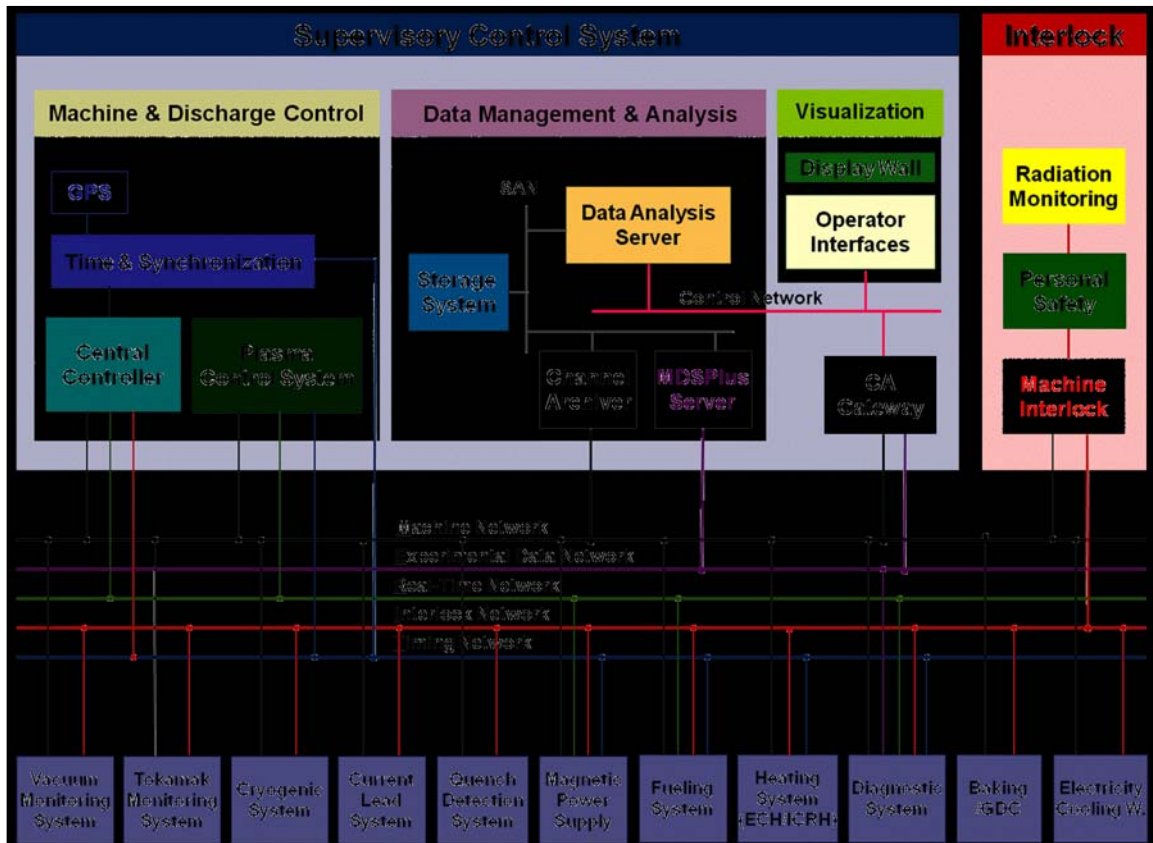 Supervisory Control System
Interlock
Machine & Discharge Control
Data Management & Analysis
Visualization
GPS
Time & Synchronization
Central
Controller
Plasma
Control System
SAN
Data Analysis
Server
Storage
System
Channel
Archiver
MDSPlus
Server
Display Wall
Operator
Interfaces
Control Network
CA
Gateway
Radiation
Monitoring
Personal
Safety
Machine
Interlock
Machine Network
Experimental Data Network
Real-Time Network
Interlock Network
Timing Network
Vacuum
Monitoring
System
Tokamak
Monitoring
System
Cryogenic
System
Current
Lead
System
Quench
Detection
System
Magnetic
Power
Supply
Fueling
System
Heating
System
(ECH/ICRH)
Diagnostic
System
Baking
/GDC
Electricity
Cooling W.